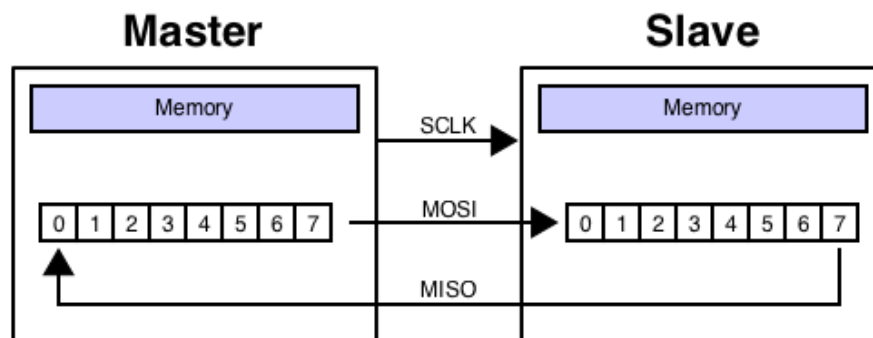 Master Slave
Memory Memory
SCLK
MOSI
0 1 2 3 4 5 6 7 0 1 2 3 4 5 6 7
MISO